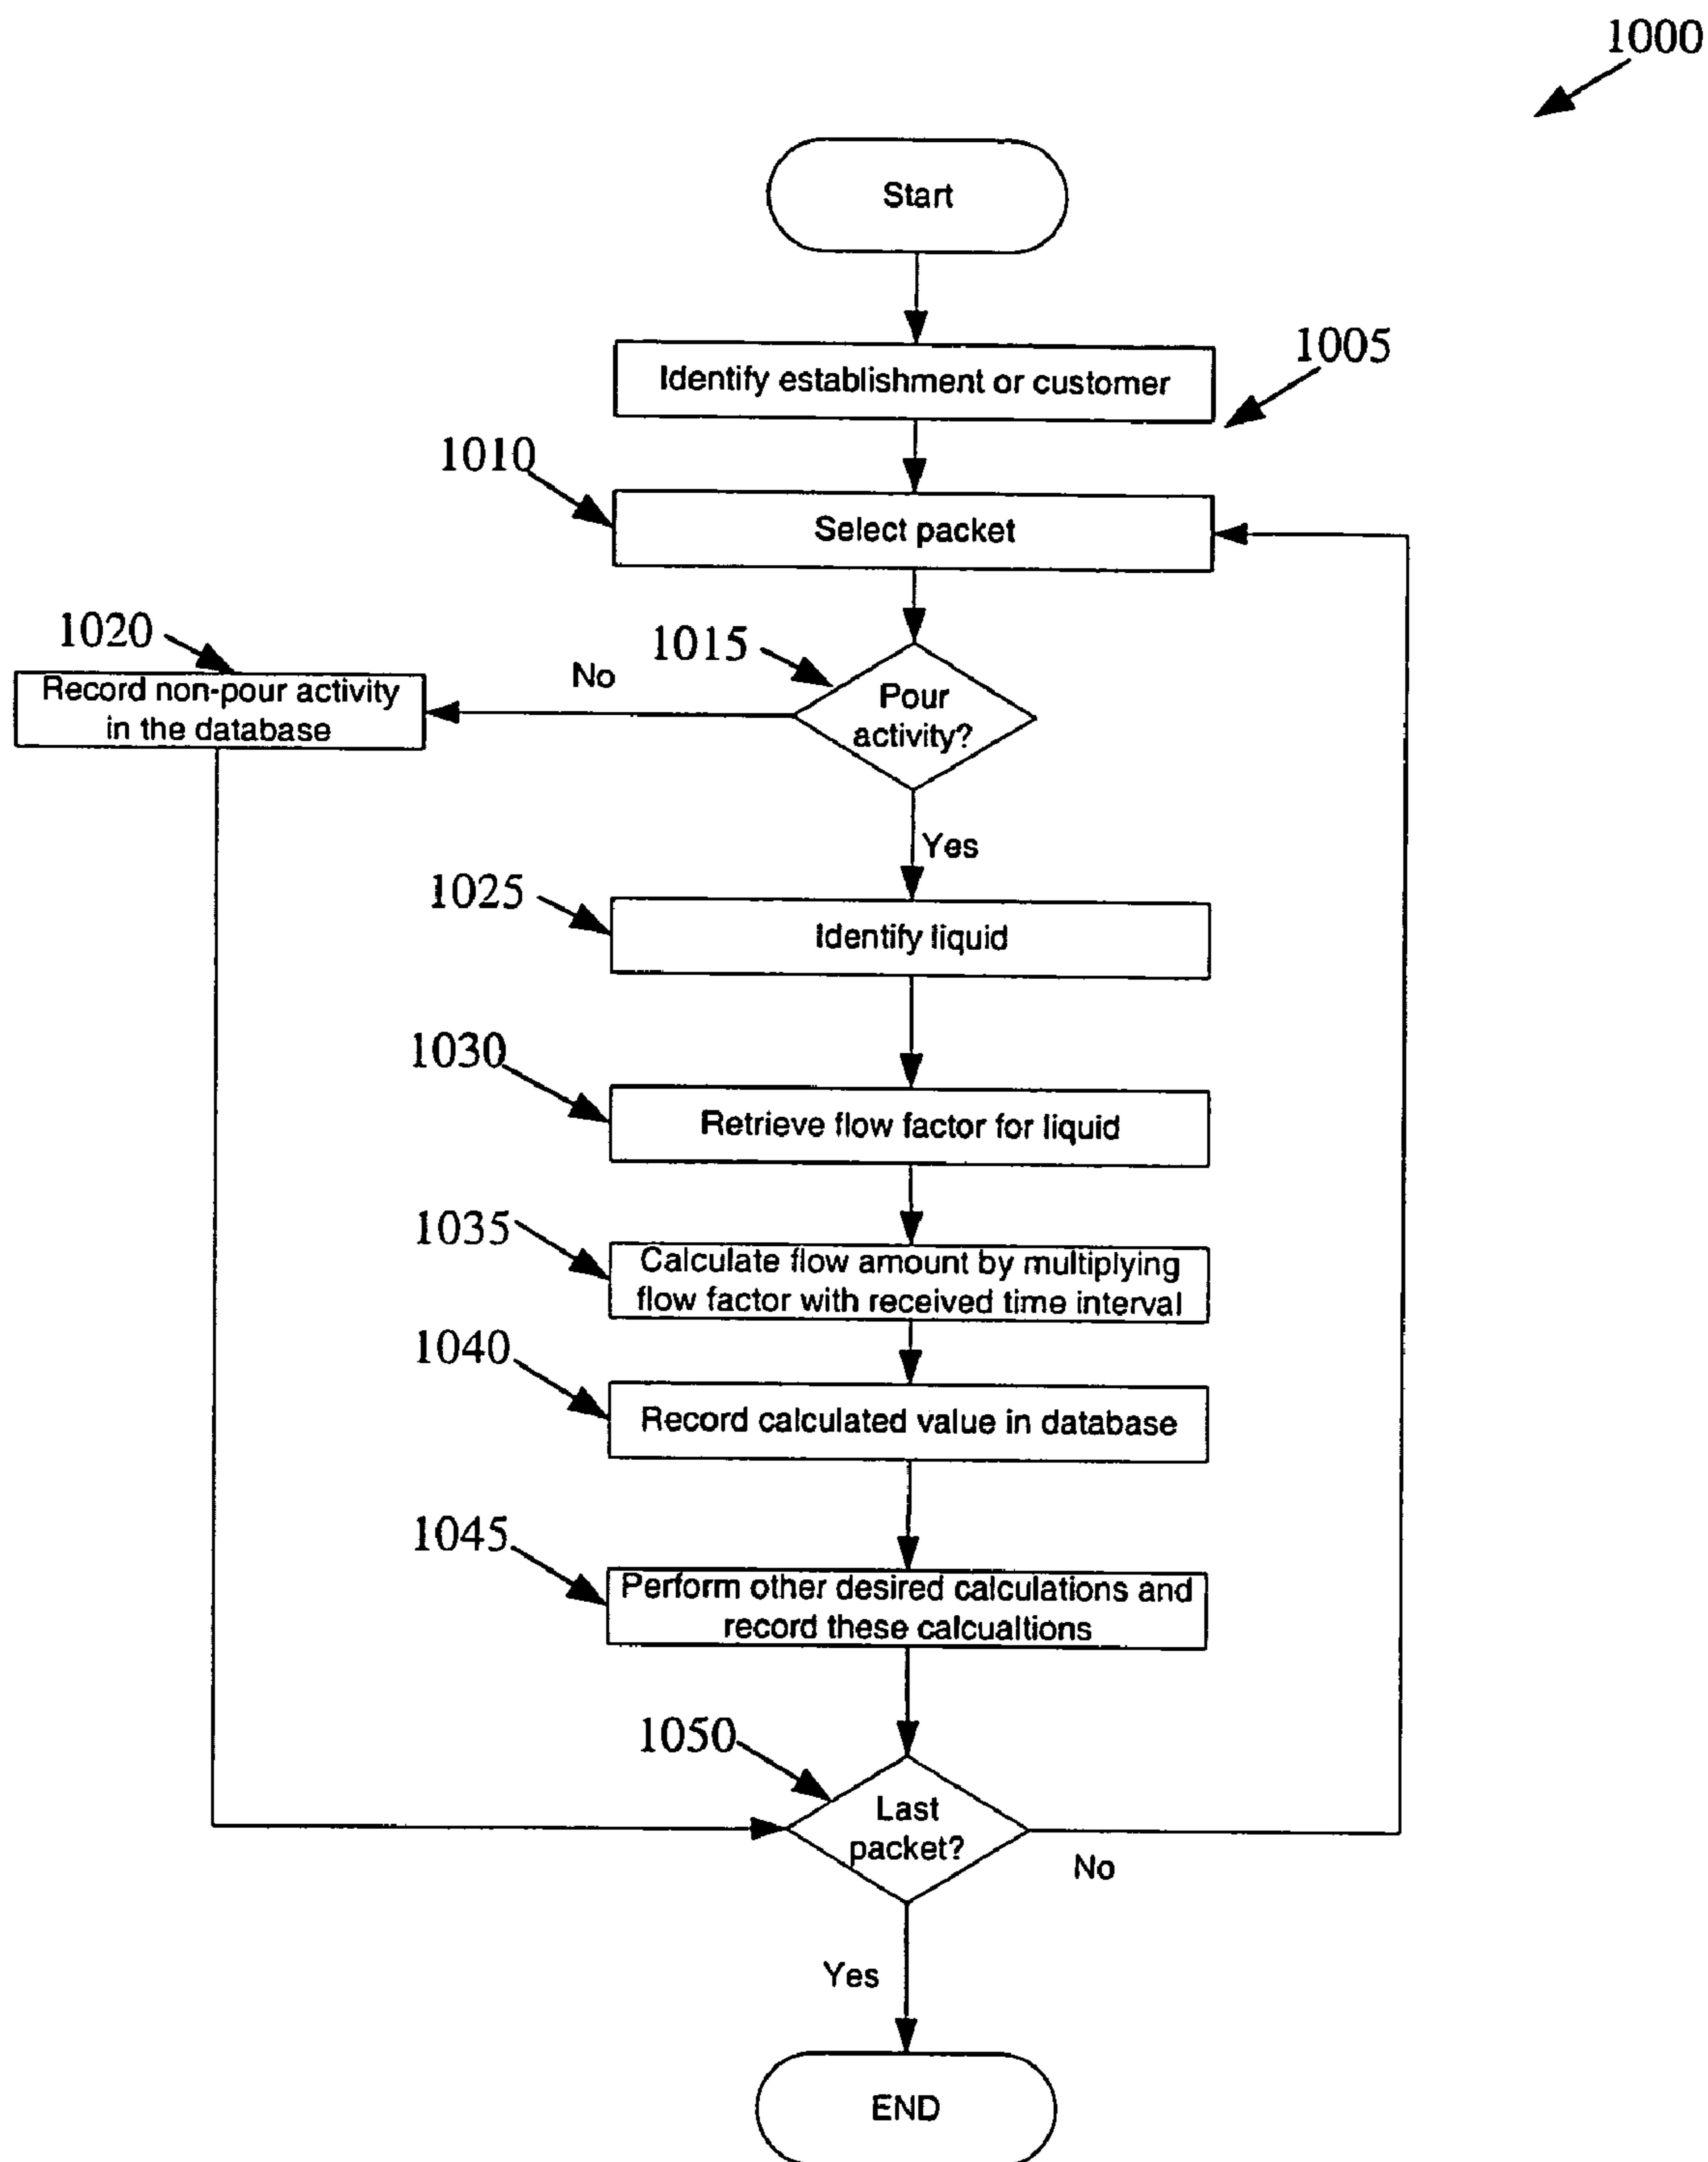 1000
Start
Identify establishment or customer
1005
1010
Select packet
1015
Pour
activity?
No
1020
Record non-pour activity
in the database
Yes
1025
Identify liquid
1030
Retrieve flow factor for liquid
1035
Calculate flow amount by multiplying
flow factor with received time interval
1040
Record calculated value in database
1045
Perform other desired calculations and
record these calcualtions
1050
Last
packet?
No
Yes
END